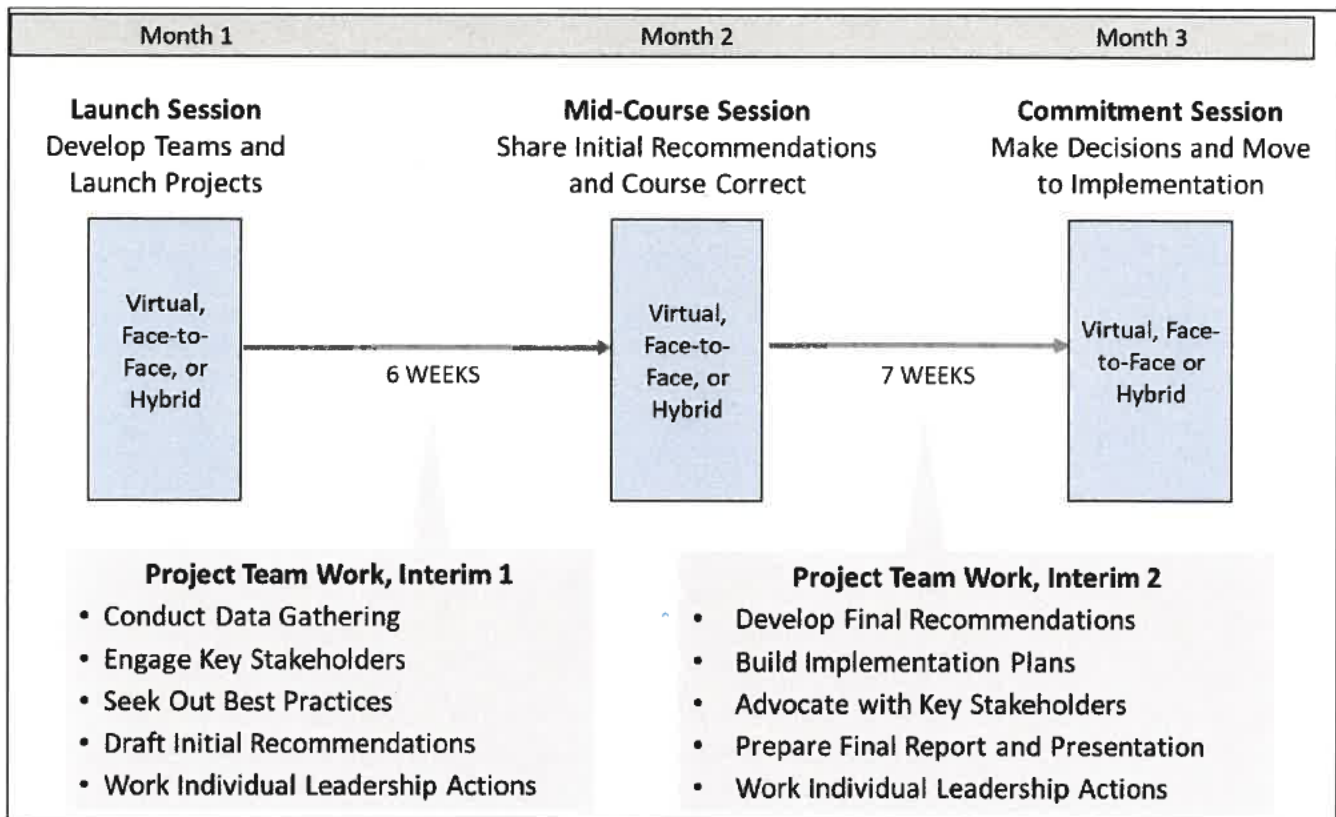 Month 1
Month 2
Month 3
Launch Session
Develop Teams and
Launch Projects
Mid-Course Session
Share Initial Recommendations
and Course Correct
Commitment Session
Make Decisions and Move
to Implementation
Virtual,
Face-to-
Face, or
Hybrid
6 WEEKS
Virtual,
Face-to-
Face, or
Hybrid
7 WEEKS
Virtual, Face-
to-Face or
Hybrid
Project Team Work, Interim 1
• Conduct Data Gathering
• Engage Key Stakeholders
• Seek Out Best Practices
• Draft Initial Recommendations
• Work Individual Leadership Actions
Project Team Work, Interim 2
• Develop Final Recommendations
• Build Implementation Plans
• Advocate with Key Stakeholders
• Prepare Final Report and Presentation
• Work Individual Leadership Actions